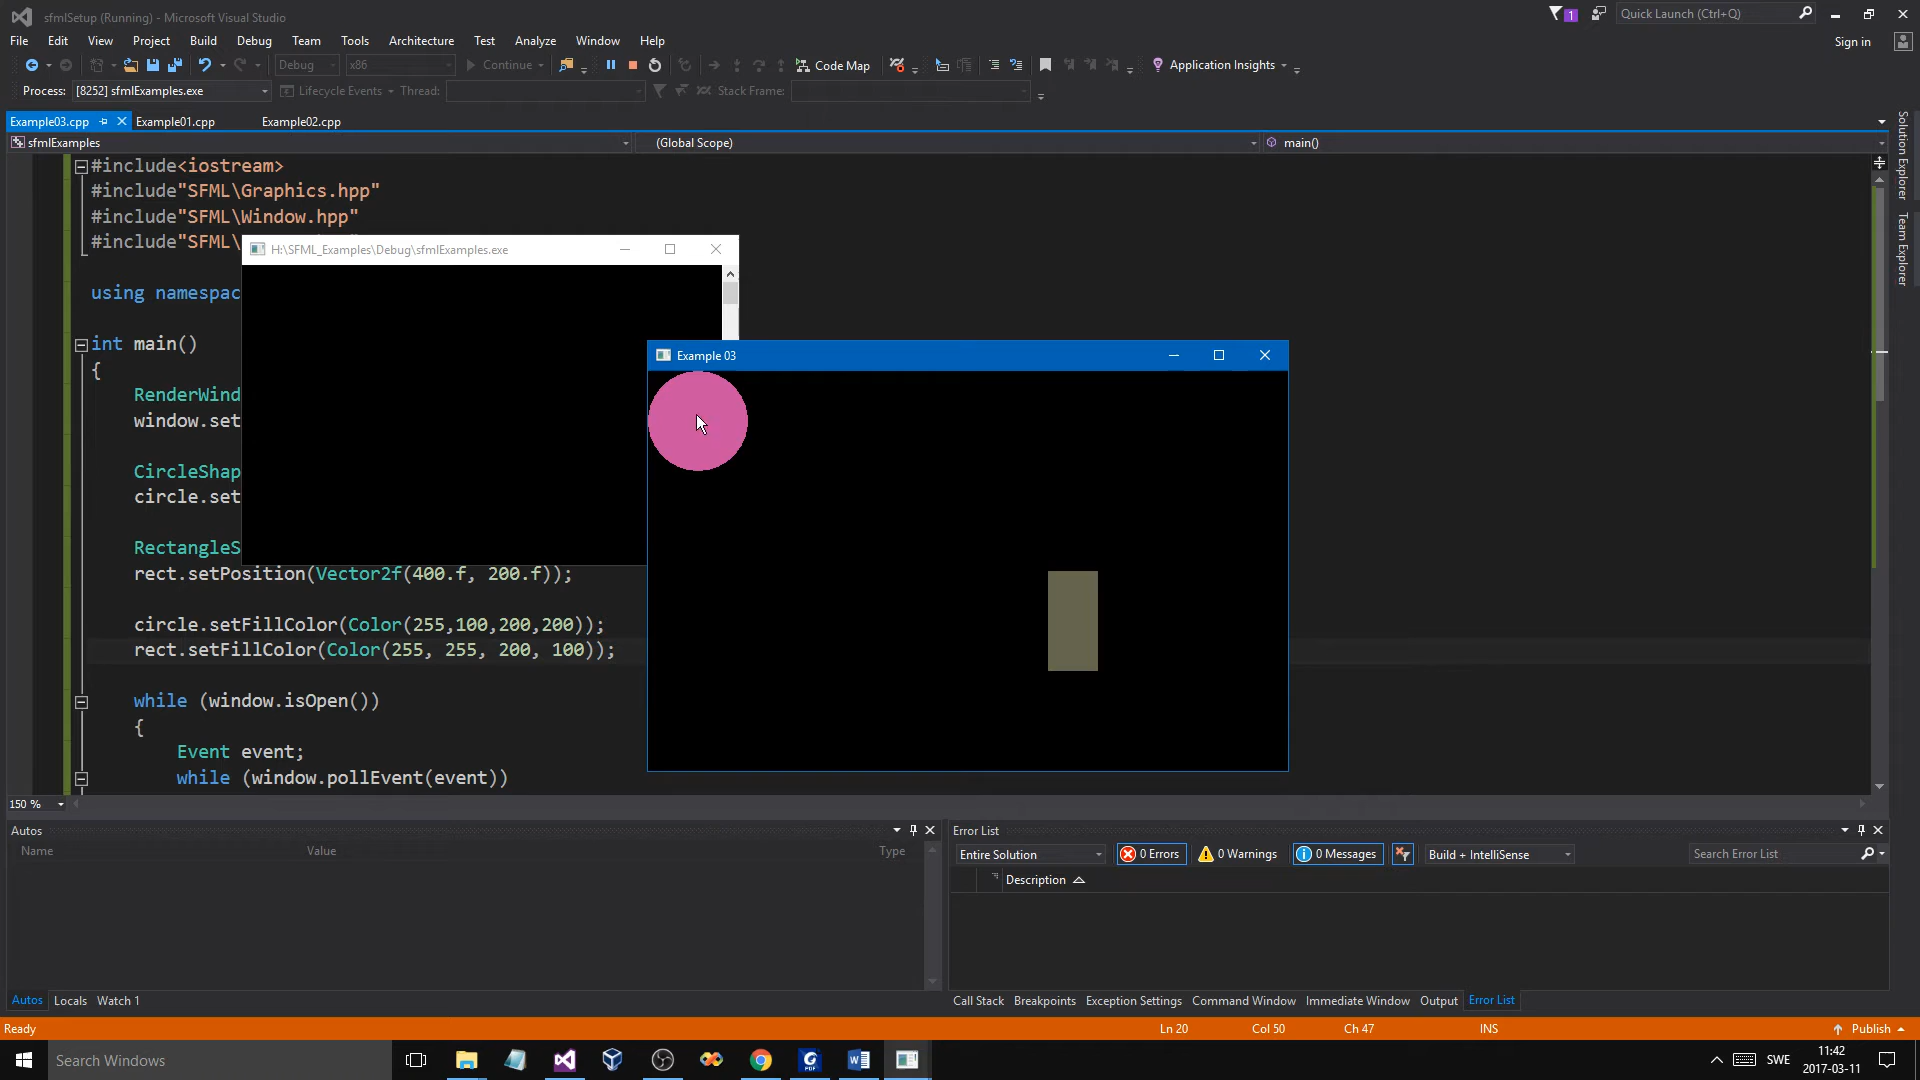 sfmlSetup (Running) - Microsoft Visual Studio
1
Quick Launch (Ctrl+Q)
File Edit View Project Build Debug Team Tools Architecture Test Analyze Window Help
Sign in
Debug x86 Continue Code Map Application Insights
Process: [8252] sfmlExamples.exe Lifecycle Events Thread: Stack Frame:
Example03.cpp Example01.cpp Example02.cpp
sfmlExamples (Global Scope) main()
Solution Explorer
Team Explorer
#include<iostream>
#include"SFML\Graphics.hpp"
#include"SFML\Window.hpp"
#include"SFML\
H:\SFML_Examples\Debug\sfmlExamples.exe
using namespac
int main()
Example 03
{
RenderWind
window.set
CircleShap
circle.set
RectangleS
rect.setPosition(Vector2f(400.f, 200.f));
circle.setFillColor(Color(255,100,200,200));
rect.setFillColor(Color(255, 255, 200, 100));
while (window.isOpen())
{
Event event;
while (window.pollEvent(event))
150 %
Autos
Name Value Type
Error List
Entire Solution 0 Errors 0 Warnings 0 Messages Build + IntelliSense Search Error List
Description
Autos Locals Watch 1
Call Stack Breakpoints Exception Settings Command Window Immediate Window Output Error List
Ready Ln 20 Col 50 Ch 47 INS Publish
Search Windows
PDF
SWE
11:42
2017-03-11